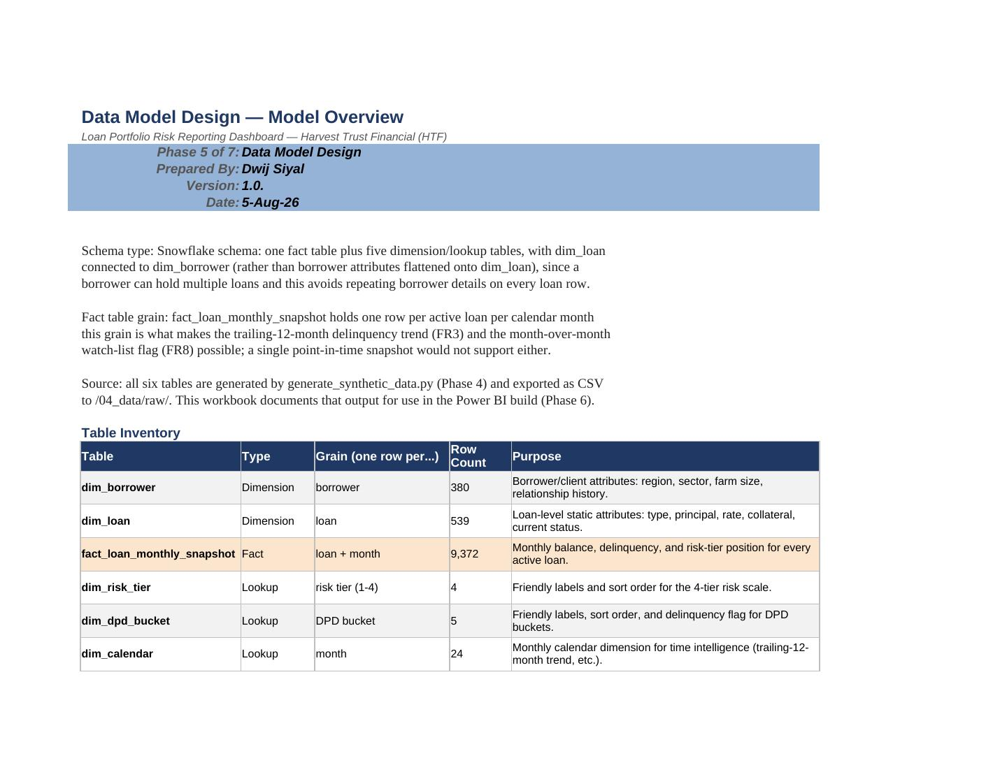 Data Model Design — Model Overview
Loan Portfolio Risk Reporting Dashboard — Harvest Trust Financial (HTF)
Phase 5 of 7: Data Model Design
Prepared By: Dwij Siyal
Version: 1.0.
Date: 5-Aug-26
Schema type: Snowflake schema: one fact table plus five dimension/lookup tables, with dim_loan
connected to dim_borrower (rather than borrower attributes flattened onto dim_loan), since a
borrower can hold multiple loans and this avoids repeating borrower details on every loan row.
Fact table grain: fact_loan_monthly_snapshot holds one row per active loan per calendar month
this grain is what makes the trailing-12-month delinquency trend (FR3) and the month-over-month
watch-list flag (FR8) possible; a single point-in-time snapshot would not support either.
Source: all six tables are generated by generate_synthetic_data.py (Phase 4) and exported as CSV
to /04_data/raw/. This workbook documents that output for use in the Power BI build (Phase 6).
Table Inventory
Table Type Grain (one row per...) Row Count Purpose
dim_borrower Dimension borrower 380 Borrower/client attributes: region, sector, farm size,
relationship history.
dim_loan Dimension loan 539 Loan-level static attributes: type, principal, rate, collateral,
current status.
fact_loan_monthly_snapshot Fact loan + month 9,372 Monthly balance, delinquency, and risk-tier position for every
active loan.
dim_risk_tier Lookup risk tier (1-4) 4 Friendly labels and sort order for the 4-tier risk scale.
dim_dpd_bucket Lookup DPD bucket 5 Friendly labels, sort order, and delinquency flag for DPD
buckets.
dim_calendar Lookup month 24 Monthly calendar dimension for time intelligence (trailing-12-
month trend, etc.).